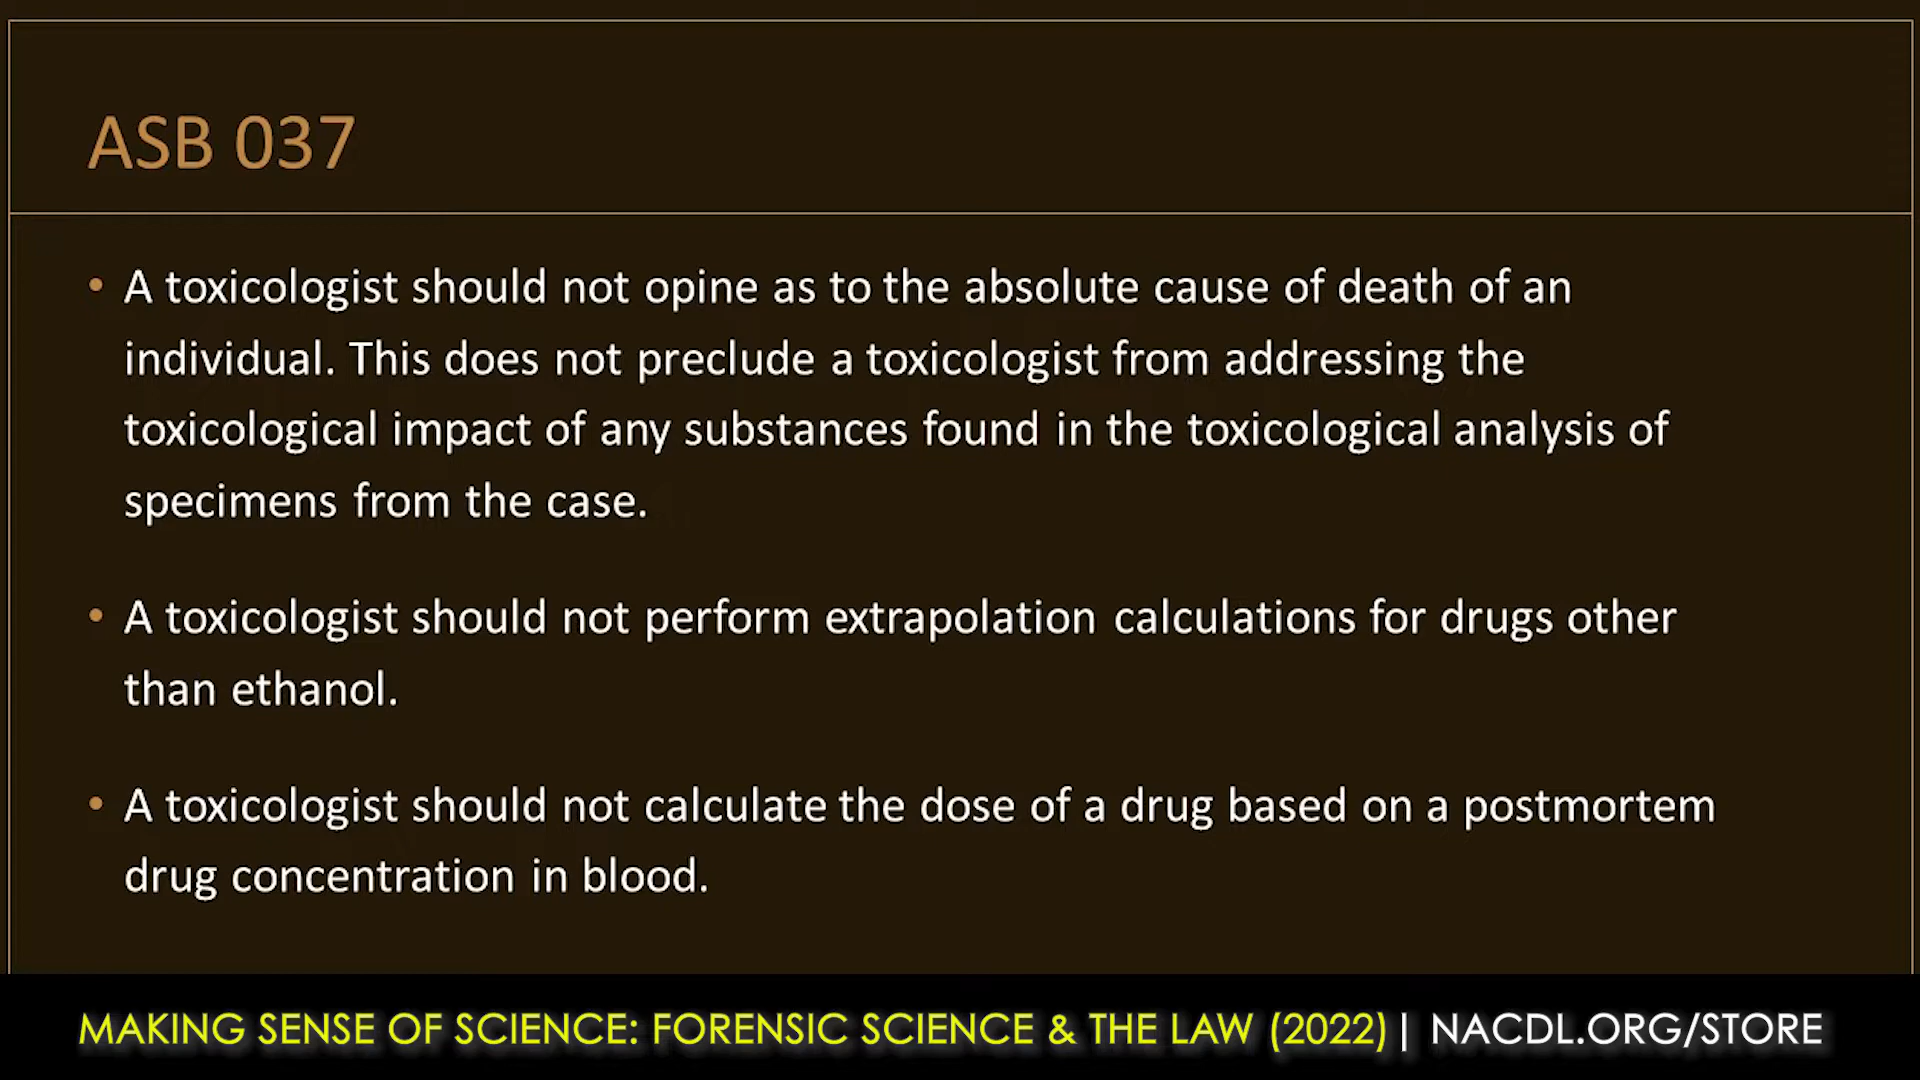 ASB 037
• A toxicologist should not opine as to the absolute cause of death of an
individual. This does not preclude a toxicologist from addressing the
toxicological impact of any substances found in the toxicological analysis of
specimens from the case.
• A toxicologist should not perform extrapolation calculations for drugs other
than ethanol.
• A toxicologist should not calculate the dose of a drug based on a postmortem
drug concentration in blood.
MAKING SENSE OF SCIENCE: FORENSIC SCIENCE & THE LAW (2022) | NACDL.ORG/STORE